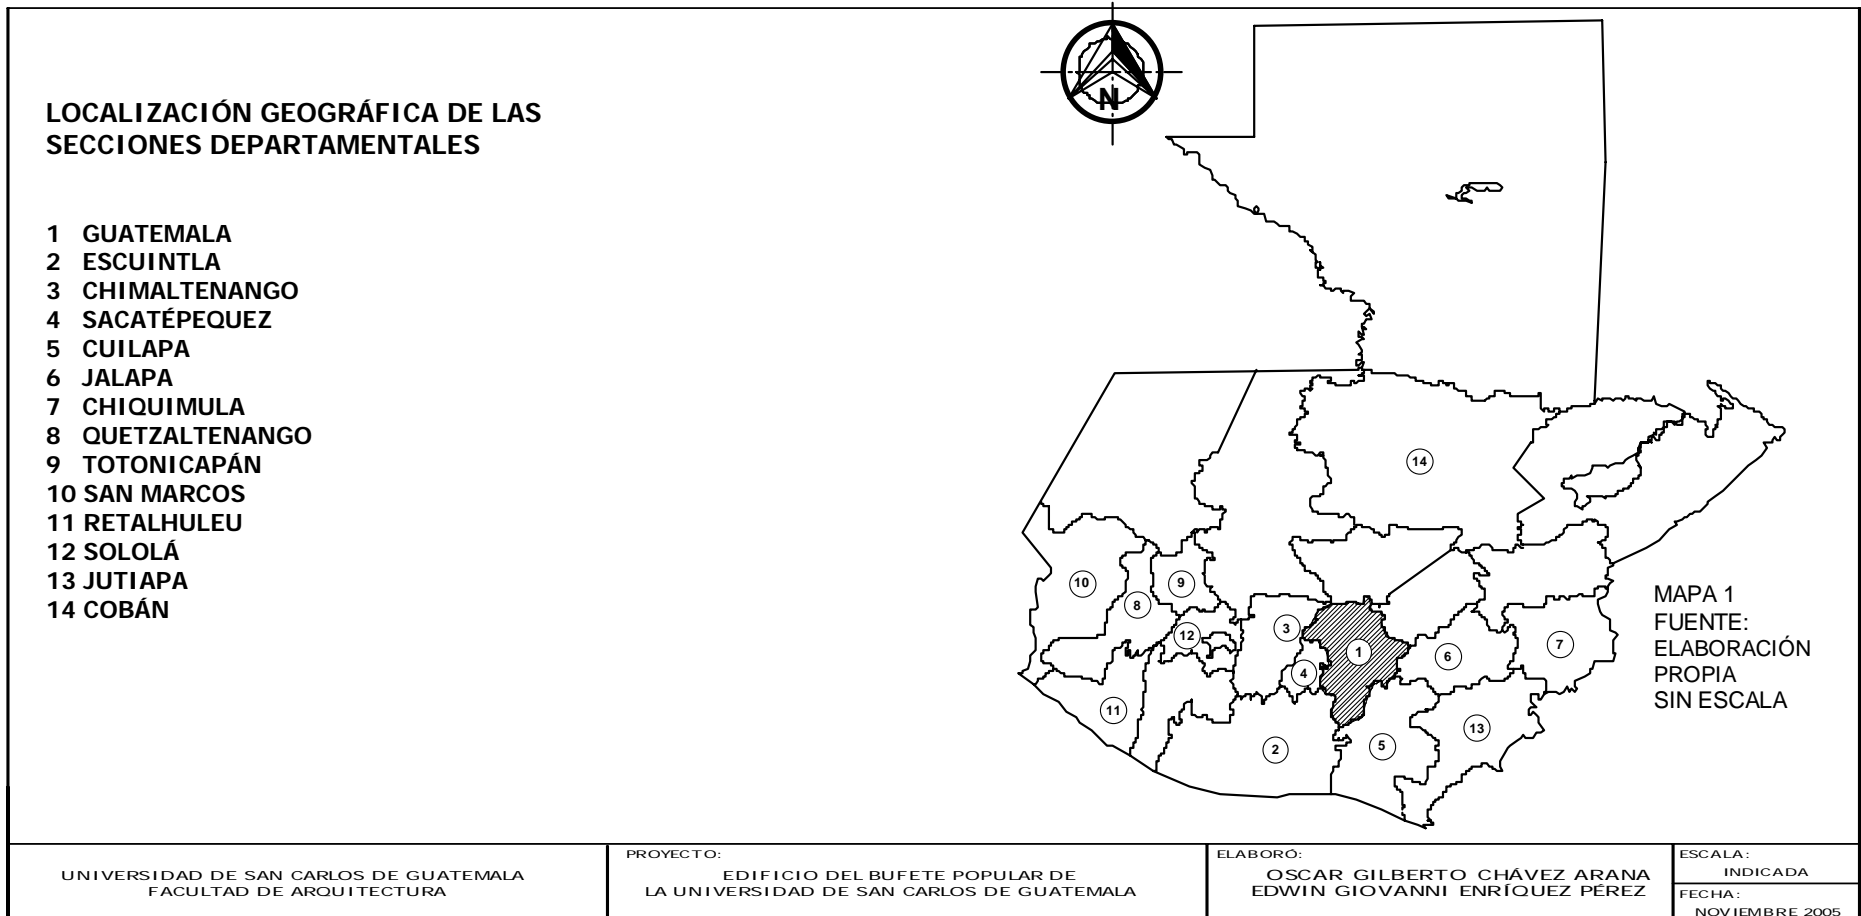 LOCALIZACIÓN GEOGRÁFICA DE LAS
SECCIONES DEPARTAMENTALES
1 GUATEMALA
2 ESCUINTLA
3 CHIMALTENANGO
4 SACATÉPEQUEZ
5 CUILAPA
6 JALAPA
7 CHIQUIMULA
8 QUETZALTENANGO
9 TOTONICAPÁN
10 SAN MARCOS
11 RETALHULEU
12 SOLOLÁ
13 JUTIAPA
14 COBÁN
N
14
10
9
8
12
3
1
4
6
7
11
2
5
13
MAPA 1
FUENTE:
ELABORACIÓN
PROPIA
SIN ESCALA
UNIVERSIDAD DE SAN CARLOS DE GUATEMALA
FACULTAD DE ARQUITECTURA
PROYECTO:
EDIFICIO DEL BUFETE POPULAR DE
LA UNIVERSIDAD DE SAN CARLOS DE GUATEMALA
ELABORÓ:
OSCAR GILBERTO CHÁVEZ ARANA
EDWIN GIOVANNI ENRÍQUEZ PÉREZ
ESCALA:
INDICADA
FECHA:
NOVIEMBRE 2005